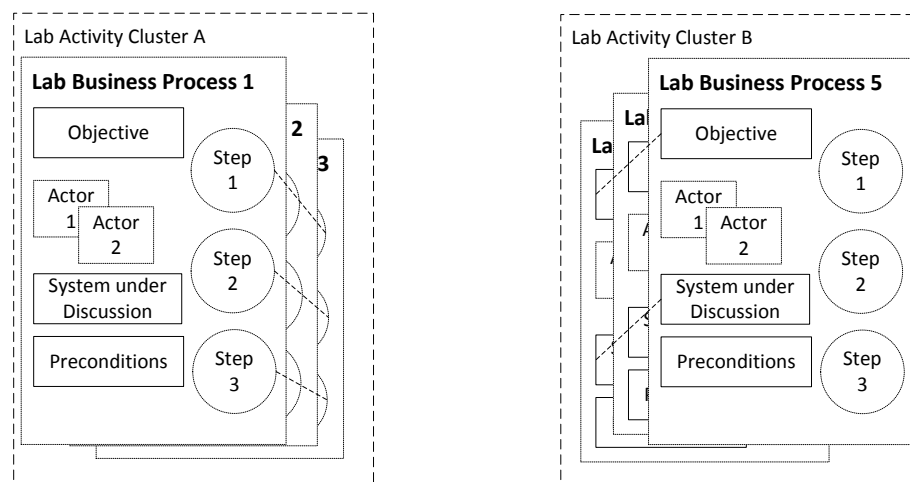 Lab Activity Cluster A
Lab Business Process 1
Objective
Step
1
Actor
1
Actor
2
Step
2
System under
Discussion
Preconditions
Step
3
2
3
Lab Activity Cluster B
Lab Business Process 5
Objective
Step
1
Actor
1
Actor
2
Step
2
System under
Discussion
Preconditions
Step
3
La
La